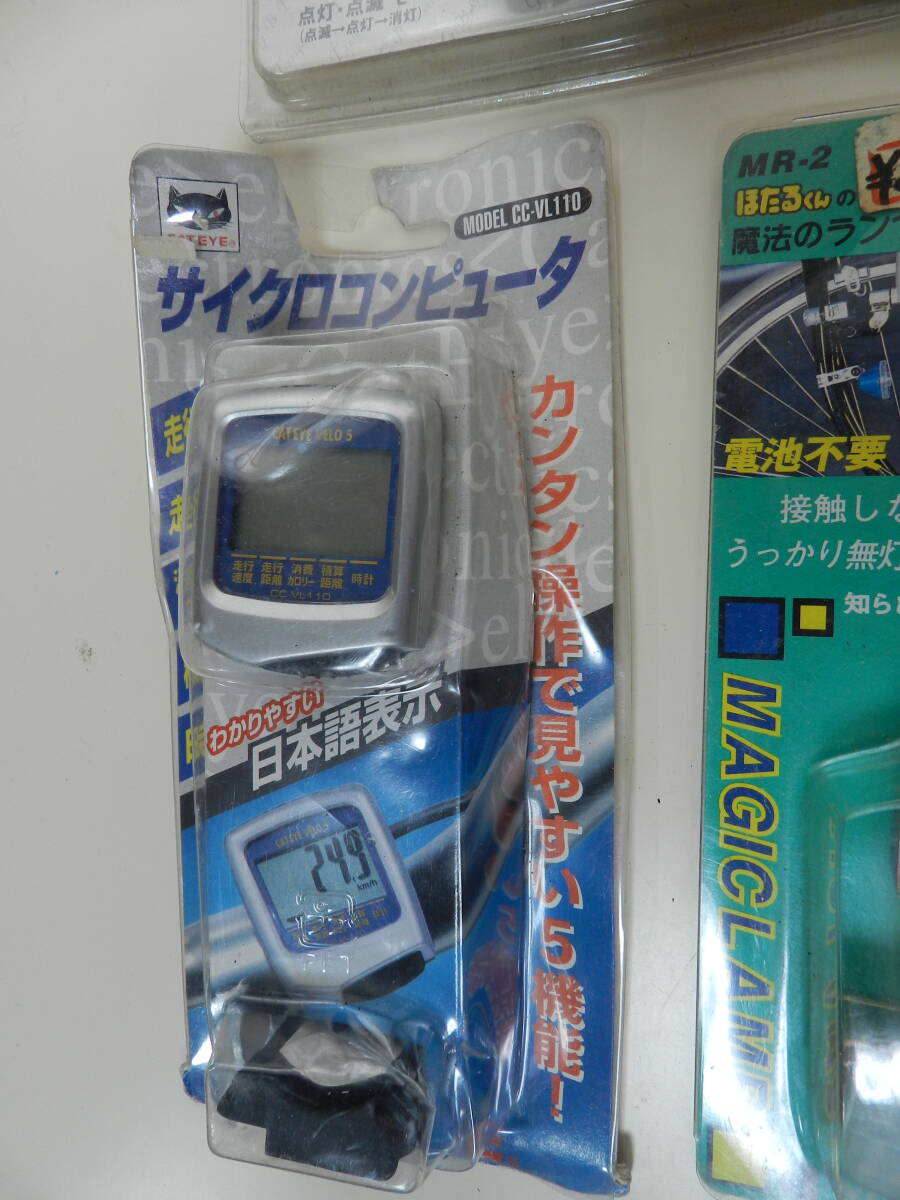 点灯・点滅
(点滅→点灯→消灯)
CATEYE
MODEL CC-VL110
サイクロコンピュータ
カンタン操作で見やすい5機能!
CATEYE VELO 5
走行 走行 消費 積算
速度 距離 カロリー 距離 時計
CC-VL110
わかりやすい
日本語表示
24.9
km/h
MR-2
ほたるくんの
魔法のラン
電池不要
接触し
うっかり無灯
知ら
MAGIC LAM